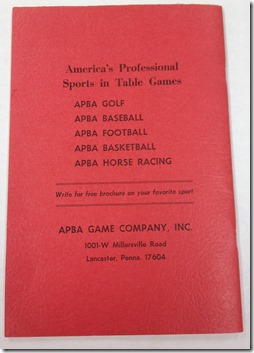 America's Professional
Sports in Table Games
APBA GOLF
APBA BASEBALL
APBA FOOTBALL
APBA BASKETBALL
APBA HORSE RACING
Write for free brochure on your favorite sport
APBA GAME COMPANY, INC.
1001-W Millersville Road
Lancaster, Penna. 17604